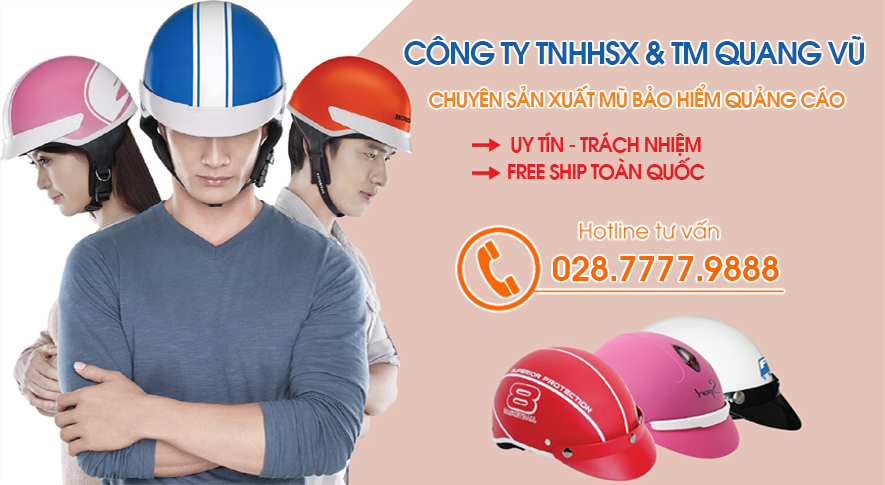 CÔNG TY TNHHSX & TM QUANG VŨ
CHUYÊN SẢN XUẤT MŨ BẢO HIỂM QUẢNG CÁO
UY TÍN - TRÁCH NHIỆM
FREE SHIP TOÀN QUỐC
Hotline tư vấn
028.7777.9888
SUPERIOR PROTECTION
8